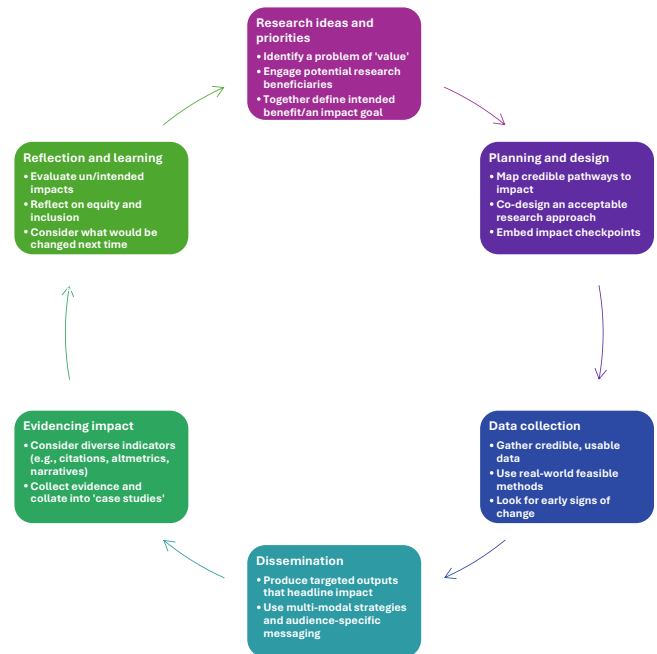 Research ideas and
priorities
• Identify a problem of 'value'
• Engage potential research
beneficiaries
• Together define intended
benefit/an impact goal
Planning and design
• Map credible pathways to
impact
• Co-design an acceptable
research approach
• Embed impact checkpoints
Data collection
• Gather credible, usable
data
• Use real-world feasible
methods
• Look for early signs of
change
Dissemination
• Produce targeted outputs
that headline impact
• Use multi-modal strategies
and audience-specific
messaging
Evidencing impact
• Consider diverse indicators
(e.g., citations, altmetrics,
narratives)
• Collect evidence and
collate into 'case studies'
Reflection and learning
• Evaluate un/intended
impacts
• Reflect on equity and
inclusion
• Consider what would be
changed next time